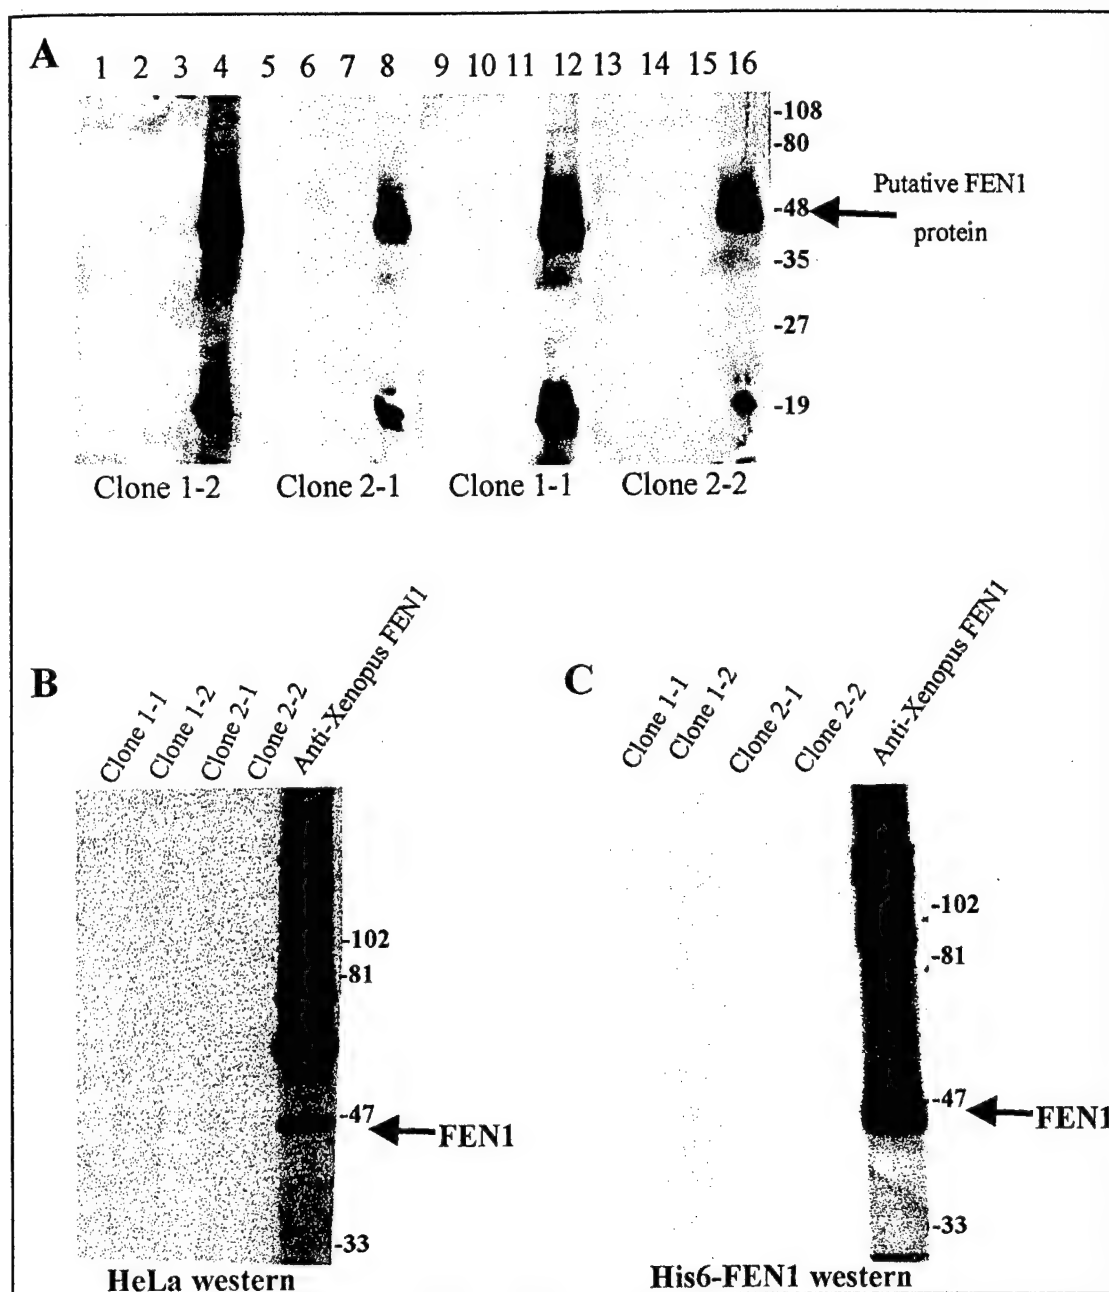 A
1 2 3 4 5 6 7 8 9 10 11 12 13 14 15 16
-108
-80
Putative FEN1
-48
protein
-35
-27
-19
Clone 1-2 Clone 2-1 Clone 1-1 Clone 2-2
B
Clone 1-1
Clone 1-2
Clone 2-1
Clone 2-2
Anti-Xenopus FEN1
-102
-81
-47
FEN1
-33
HeLa western
C
Clone 1-1
Clone 1-2
Clone 2-1
Clone 2-2
Anti-Xenopus FEN1
-102
-81
-47
FEN1
-33
His6-FEN1 western